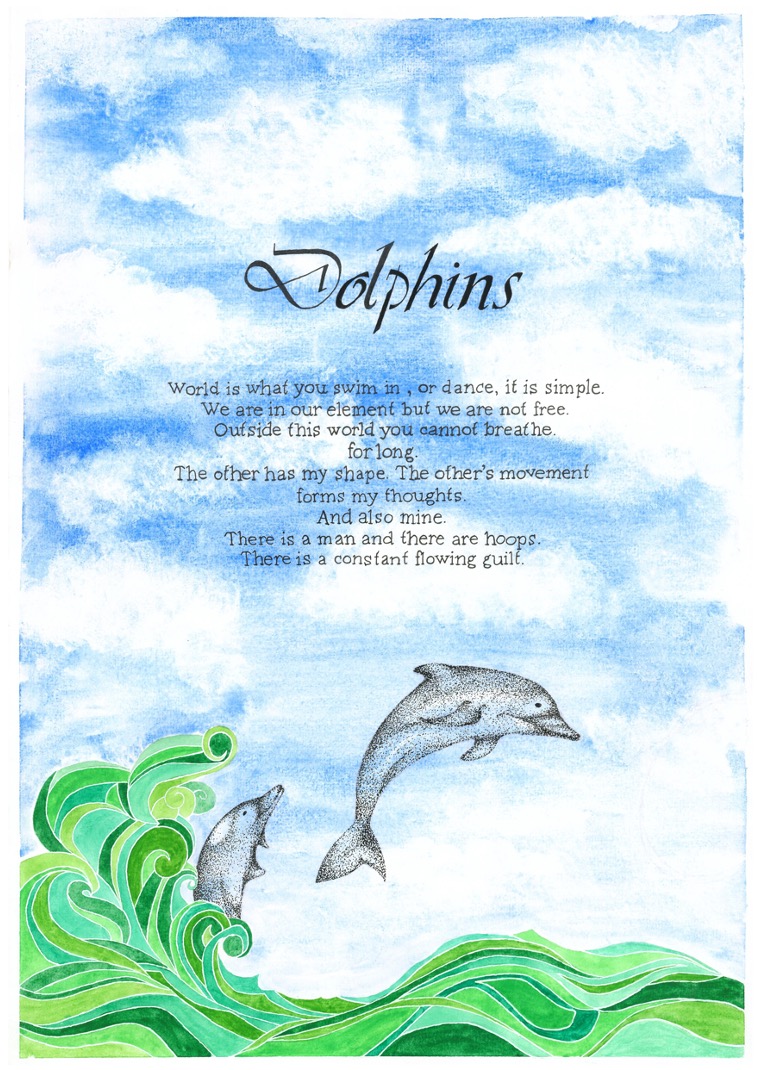 Dolphins
World is what you swim in , or dance, it is simple.
We are in our element but we are not free.
Outside this world you cannot breathe.
for long.
The other has my shape. The other's movement
forms my thoughts.
And also mine.
There is a man and there are hoops.
There is a constant flowing guilt.